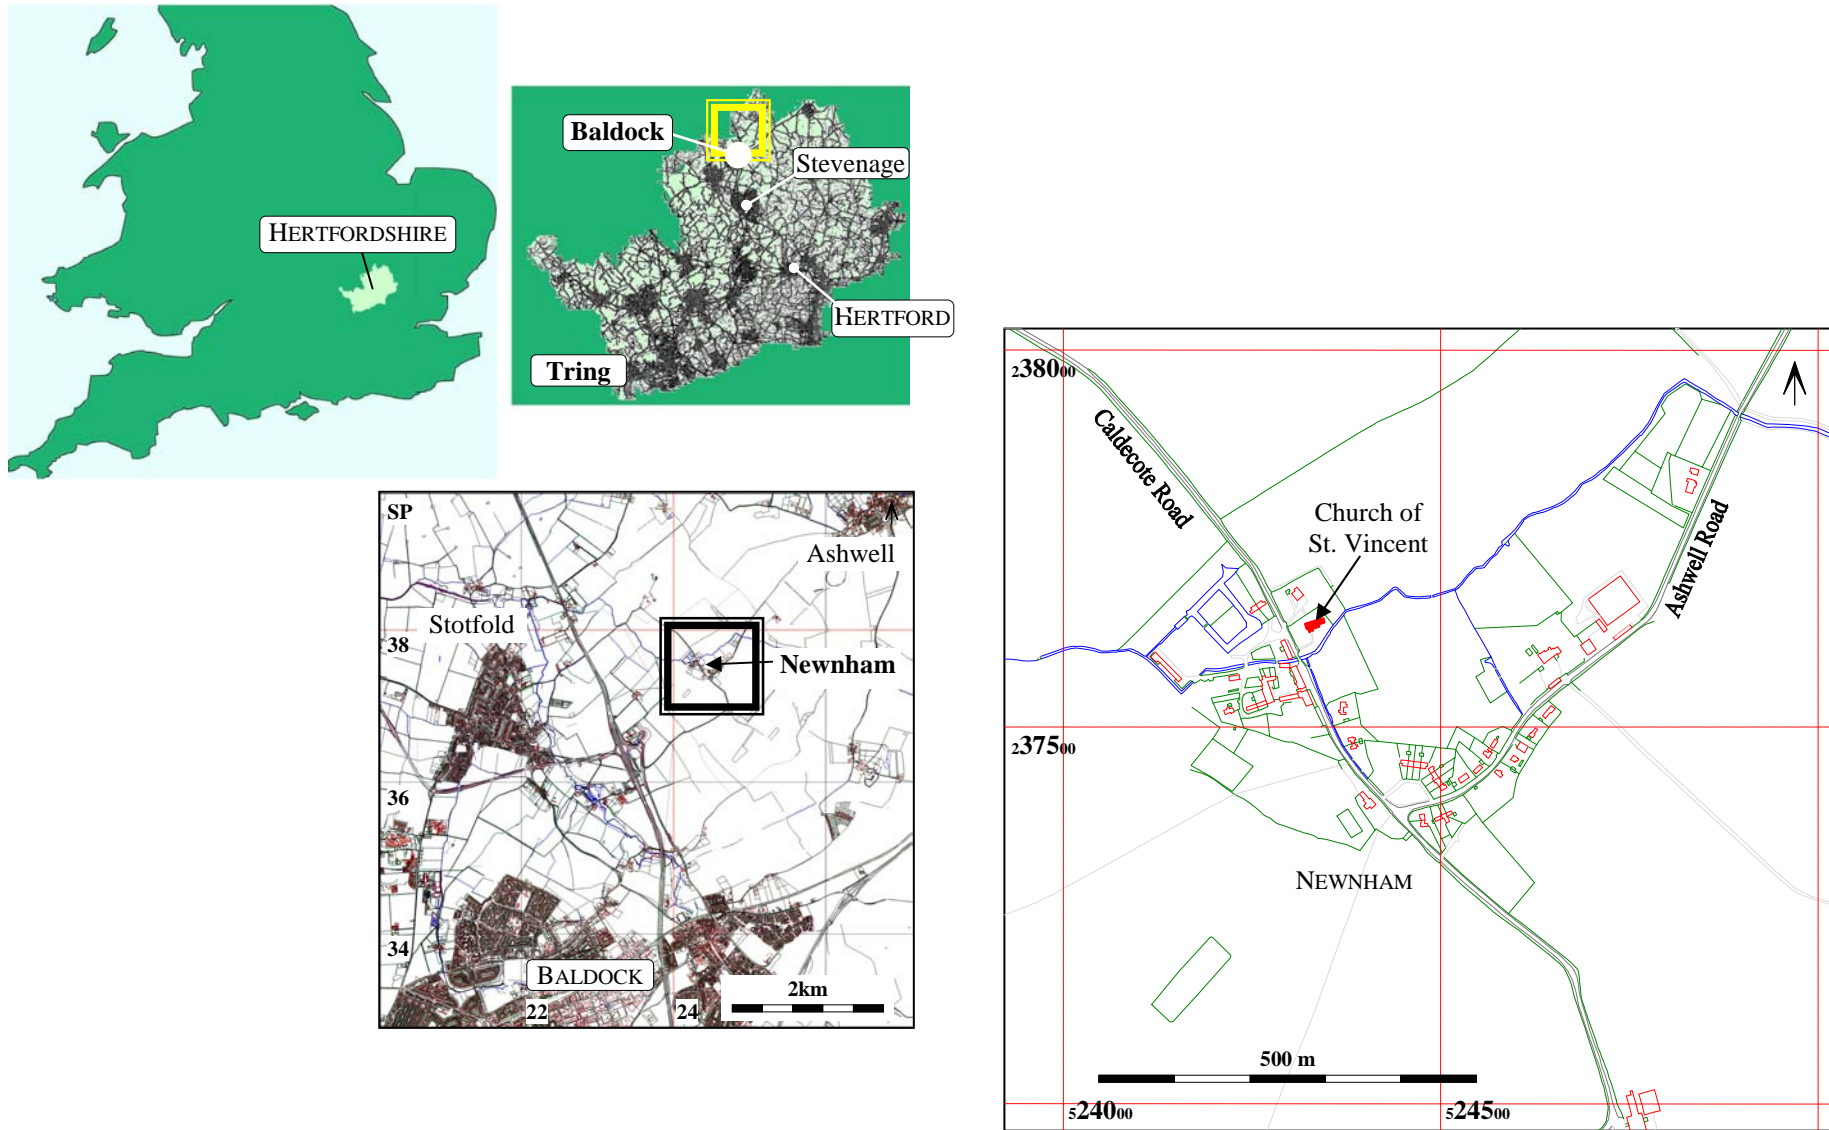 HERTFORDSHIRE
Baldock
Stevenage
HERTFORD
Tring
SP
Ashwell
Stotfold
38
Newnham
36
34
BALDOCK
22
24
2km
238000
Caldecote Road
Church of
St. Vincent
Ashwell Road
237500
NEWNHAM
500 m
524000
524500